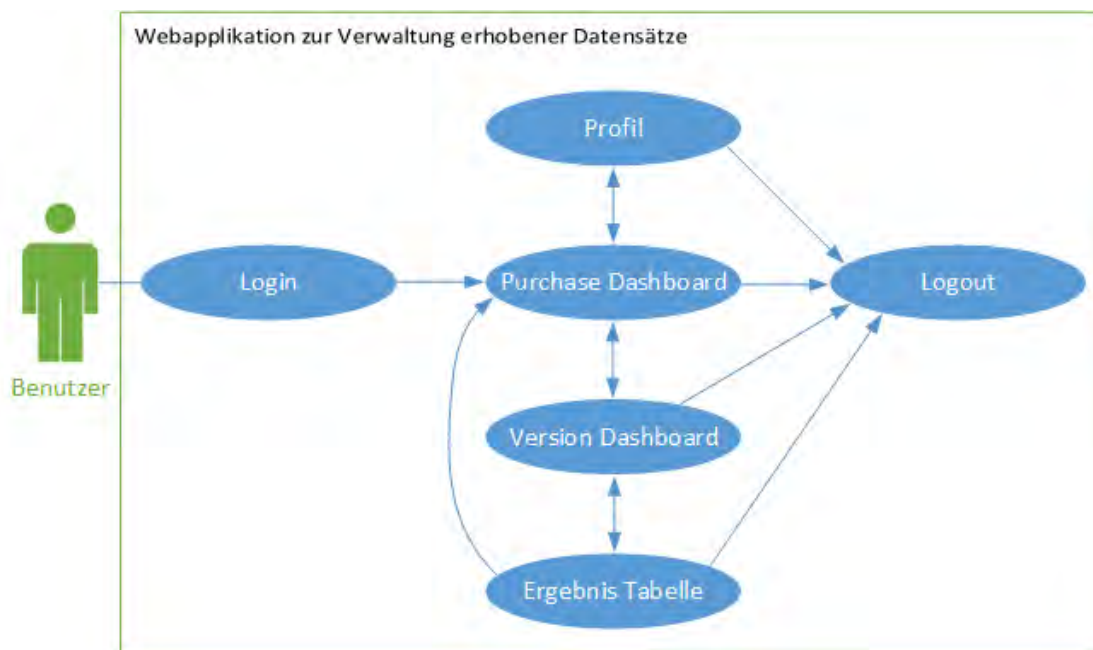 Webapplikation zur Verwaltung erhobener Datensätze
Profil
Login
Purchase Dashboard
Logout
Benutzer
Version Dashboard
Ergebnis Tabelle